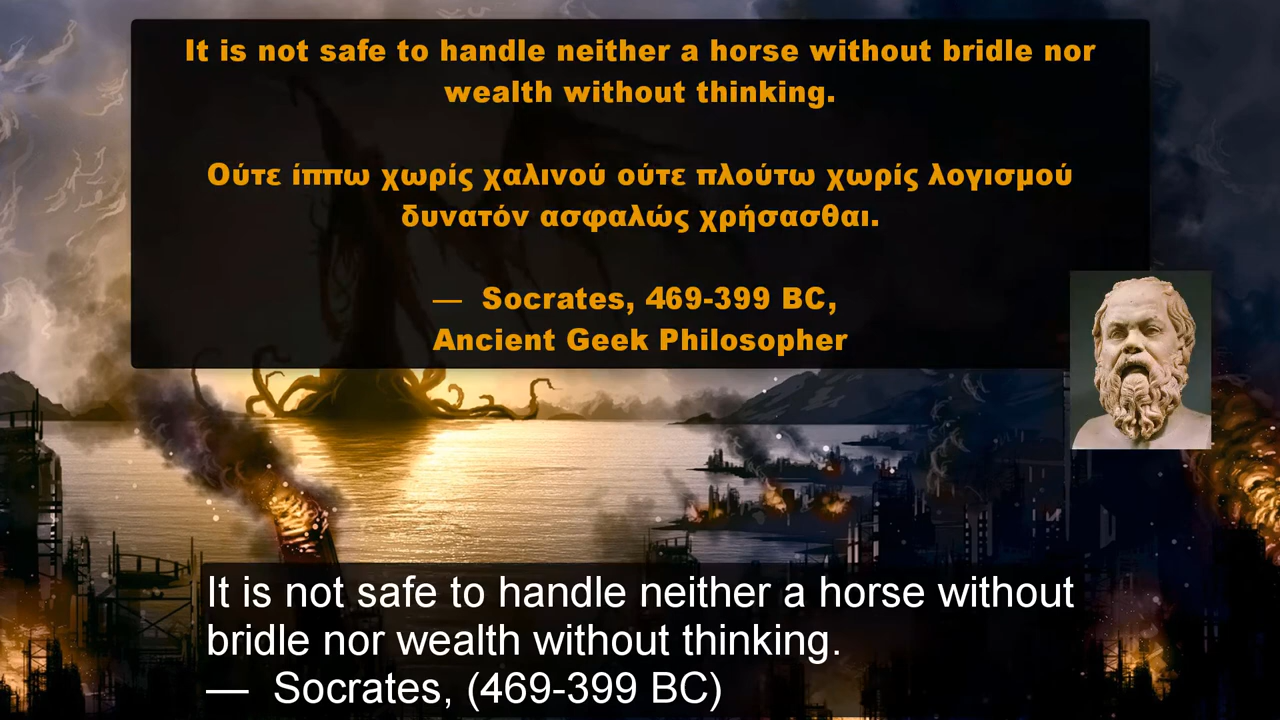 It is not safe to handle neither a horse without bridle nor
wealth without thinking.
Ούτε ίππω χωρίς χαλινού ούτε πλούτω χωρίς λογισμού
δυνατόν ασφαλώς χρήσασθαι.
— Socrates, 469-399 BC,
Ancient Geek Philosopher
It is not safe to handle neither a horse without
bridle nor wealth without thinking.
— Socrates, (469-399 BC)